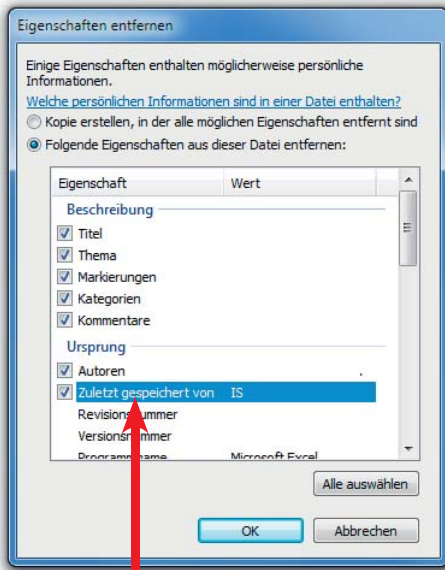 Eigenschaften entfernen
Einige Eigenschaften enthalten möglicherweise persönliche
Informationen.
Welche persönlichen Informationen sind in einer Datei enthalten?
Kopie erstellen, in der alle möglichen Eigenschaften entfernt sind
Folgende Eigenschaften aus dieser Datei entfernen:
Eigenschaft Wert
Beschreibung
Titel
Thema
Markierungen
Kategorien
Kommentare
Ursprung
Autoren .
Zuletzt gespeichert von IS
Revisionsnummer
Versionsnummer
Programmname Microsoft Excel
Alle auswählen
OK Abbrechen